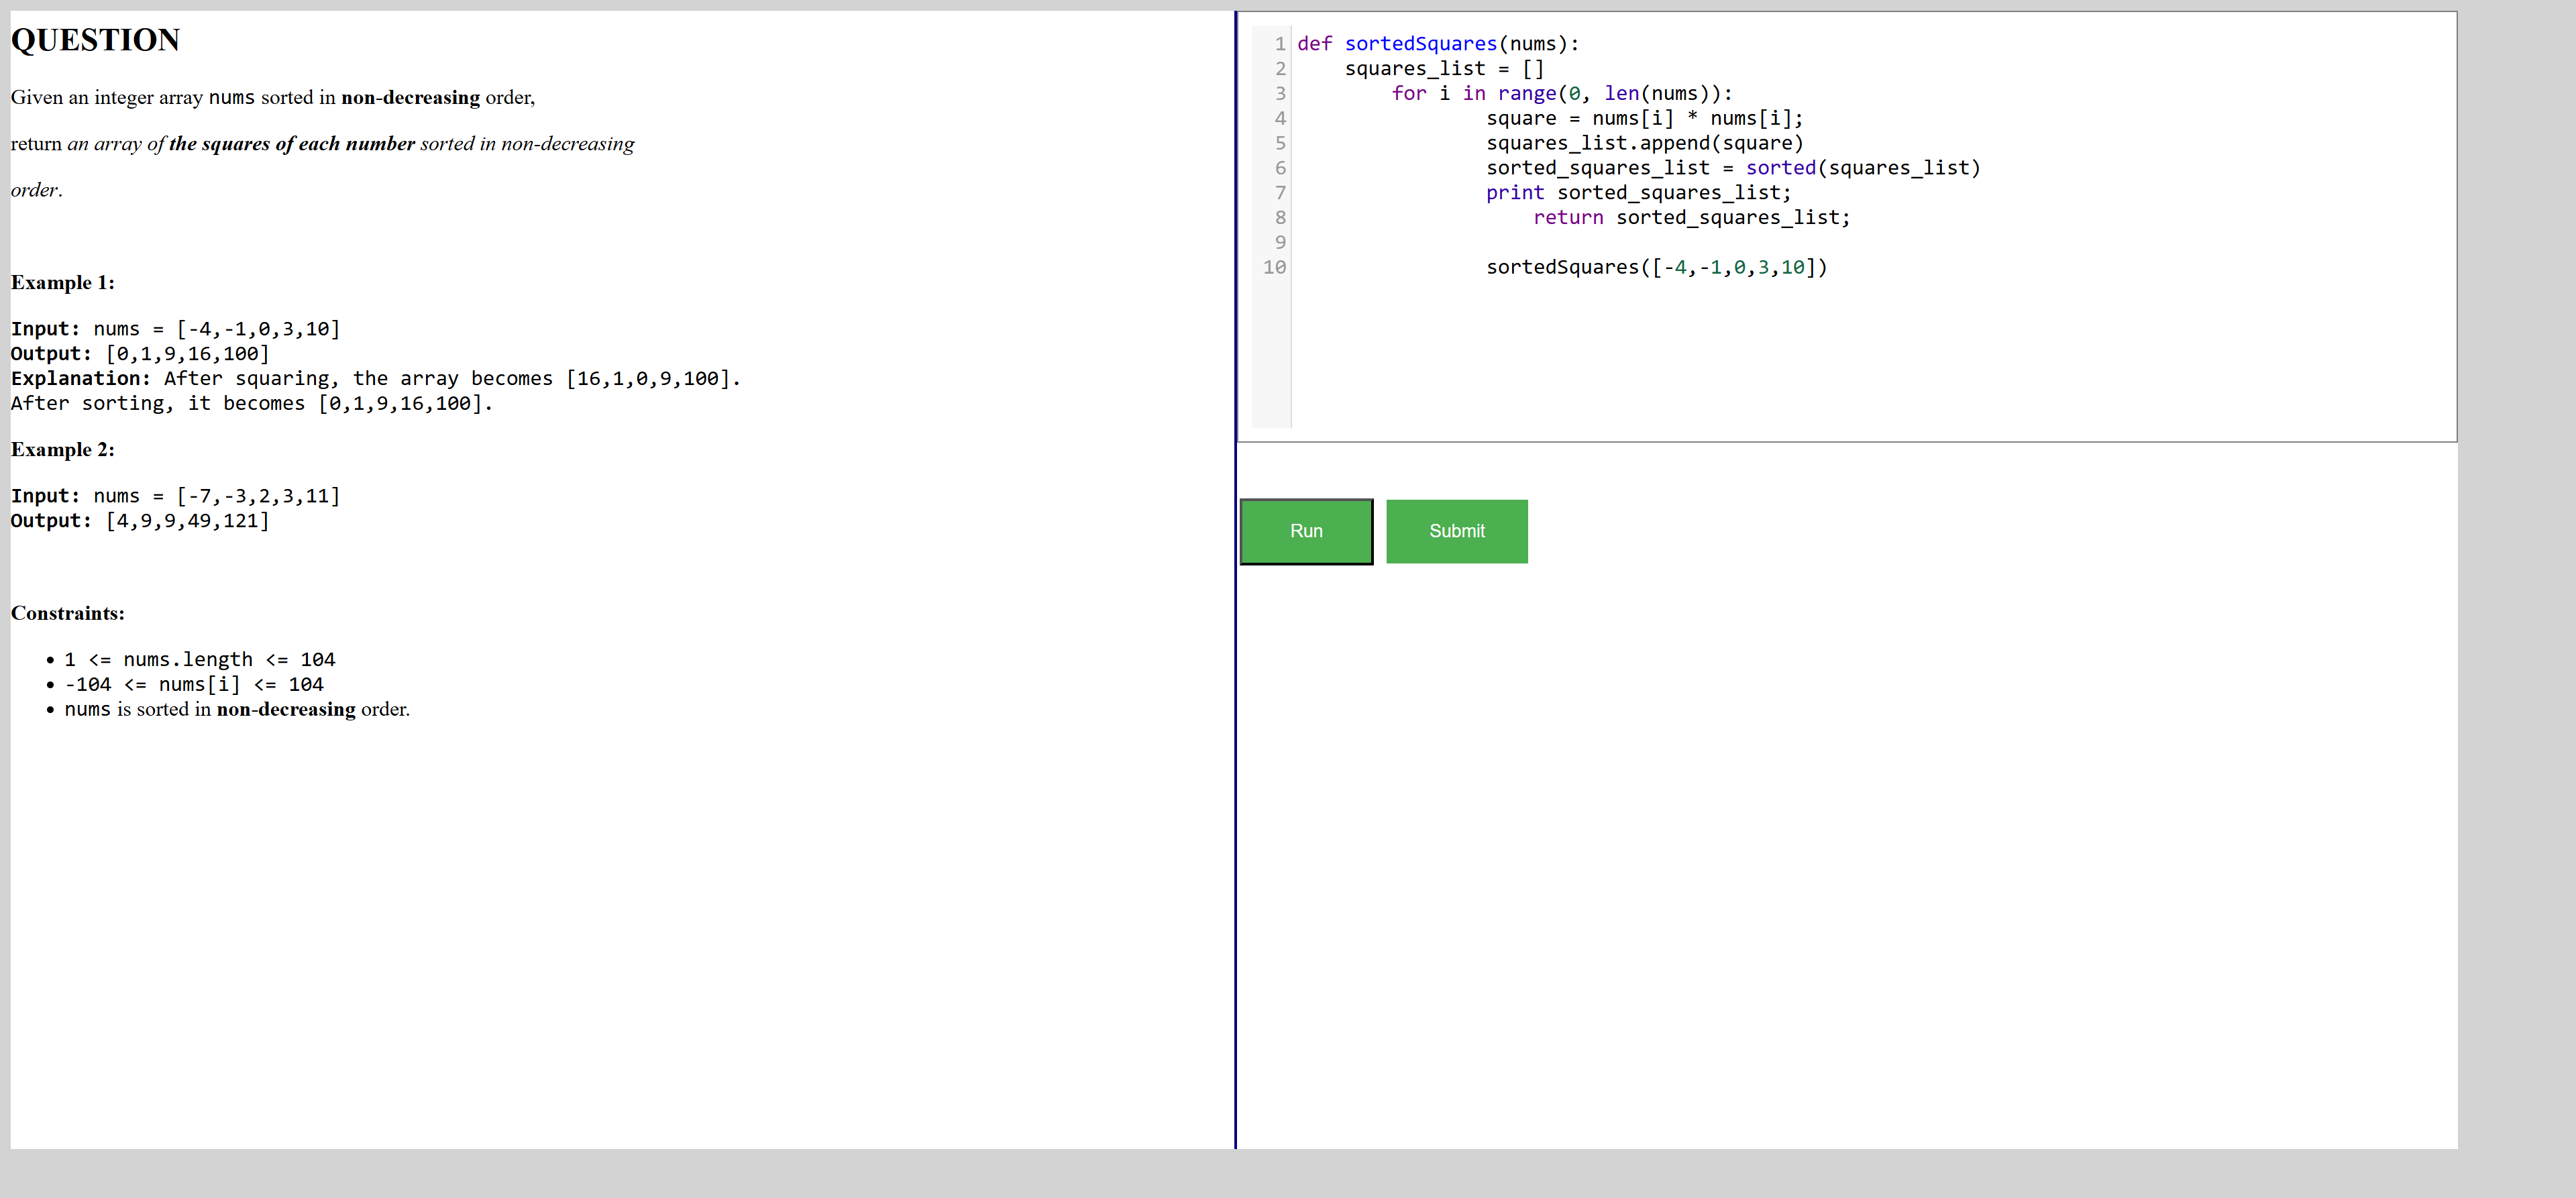 QUESTION
Given an integer array nums sorted in non-decreasing order,
return an array of the squares of each number sorted in non-decreasing
order.
Example 1:
Input: nums = [-4,-1,0,3,10]
Output: [0,1,9,16,100]
Explanation: After squaring, the array becomes [16,1,0,9,100].
After sorting, it becomes [0,1,9,16,100].
Example 2:
Input: nums = [-7,-3,2,3,11]
Output: [4,9,9,49,121]
Constraints:
• 1 <= nums.length <= 104
• -104 <= nums[i] <= 104
• nums is sorted in non-decreasing order.
1 def sortedSquares(nums):
2     squares_list = []
3         for i in range(0, len(nums)):
4                 square = nums[i] * nums[i];
5                 squares_list.append(square)
6                 sorted_squares_list = sorted(squares_list)
7                 print sorted_squares_list;
8                     return sorted_squares_list;
9
10                 sortedSquares([-4,-1,0,3,10])
Run Submit